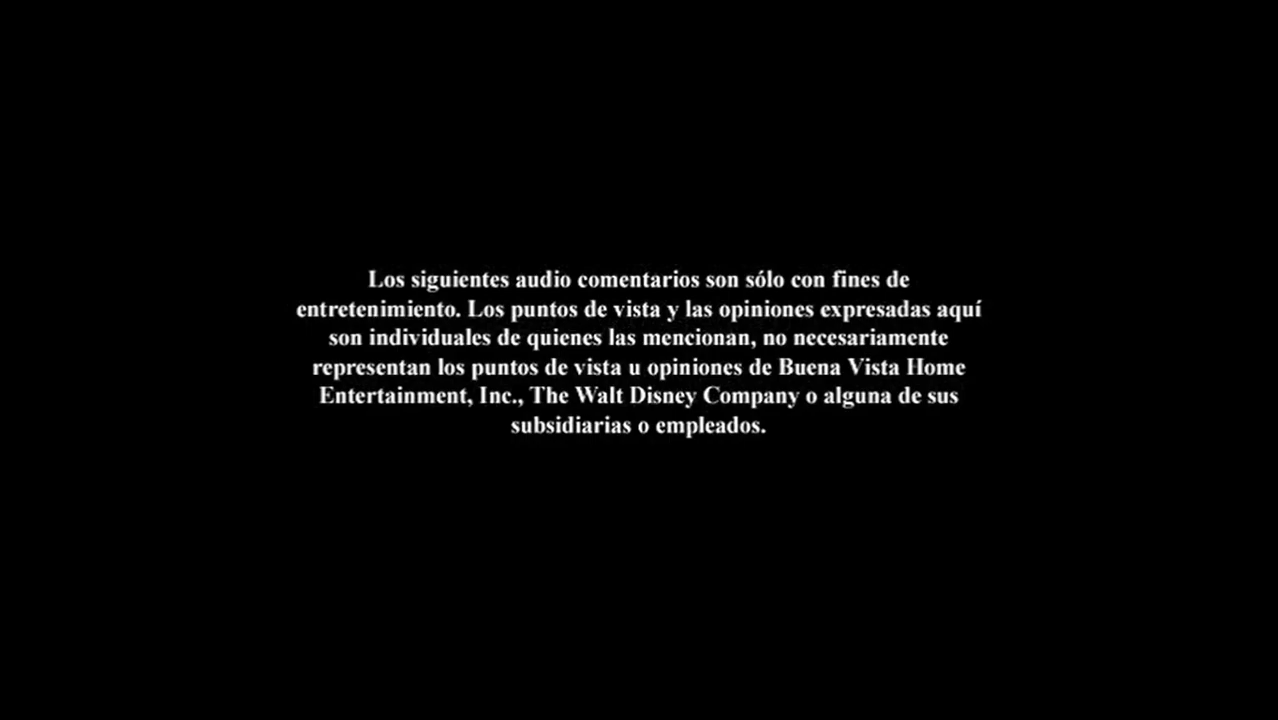 Los siguientes audio comentarios son sólo con fines de
entretenimiento. Los puntos de vista y las opiniones expresadas aquí
son individuales de quienes las mencionan, no necesariamente
representan los puntos de vista u opiniones de Buena Vista Home
Entertainment, Inc., The Walt Disney Company o alguna de sus
subsidiarias o empleados.